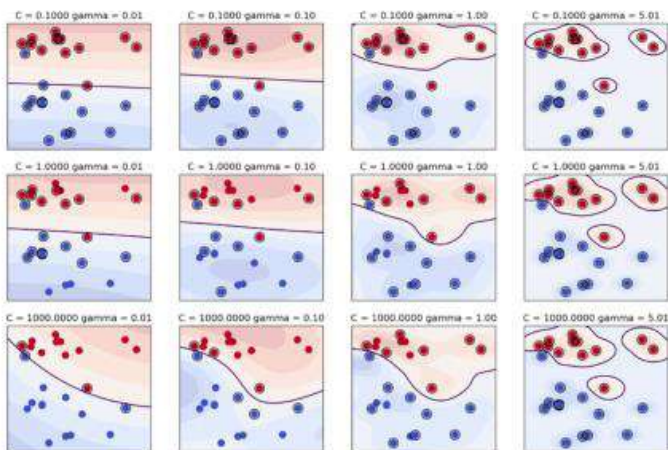 C = 0.1000 gamma = 0.01
C = 0.1000 gamma = 0.10
C = 0.1000 gamma = 1.00
C = 0.1000 gamma = 5.01
C = 1.0000 gamma = 0.01
C = 1.0000 gamma = 0.10
C = 1.0000 gamma = 1.00
C = 1.0000 gamma = 5.01
C = 1000.0000 gamma = 0.01
C = 1000.0000 gamma = 0.10
C = 1000.0000 gamma = 1.00
C = 1000.0000 gamma = 5.01